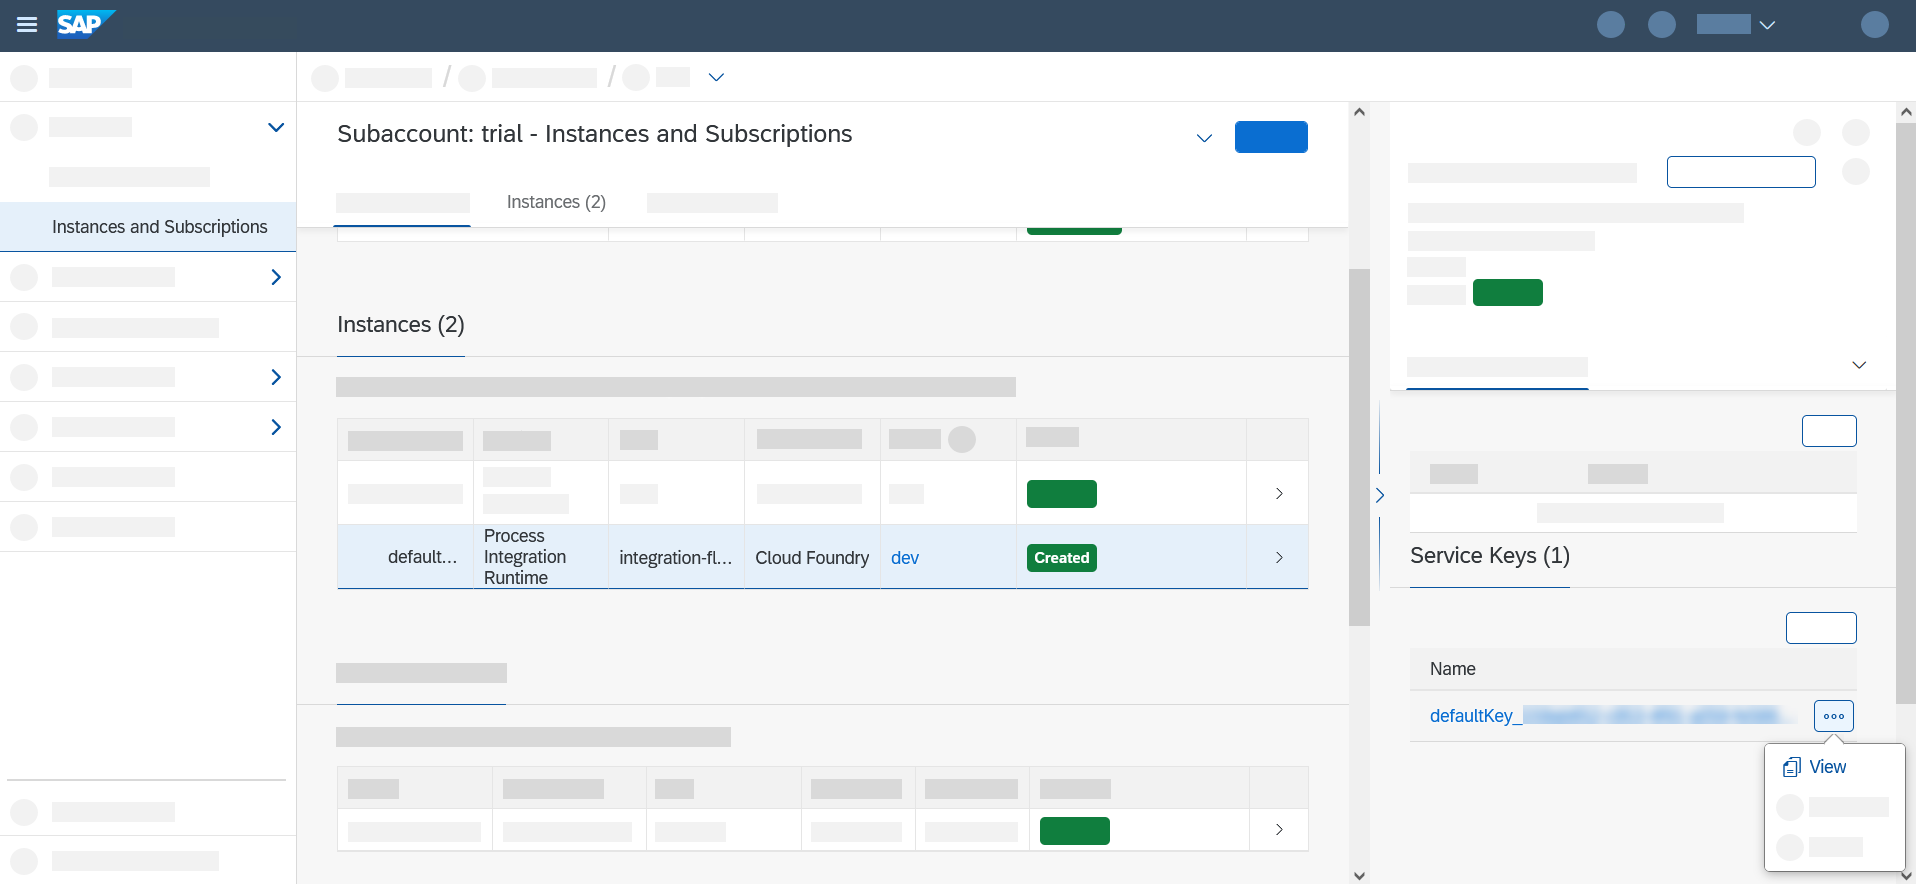 SAP
Subaccount: trial - Instances and Subscriptions
Instances (2)
Instances and Subscriptions
Instances (2)
default...
Process
Integration
Runtime
integration-fl...
Cloud Foundry
dev
Created
Service Keys (1)
Name
defaultKey_
View